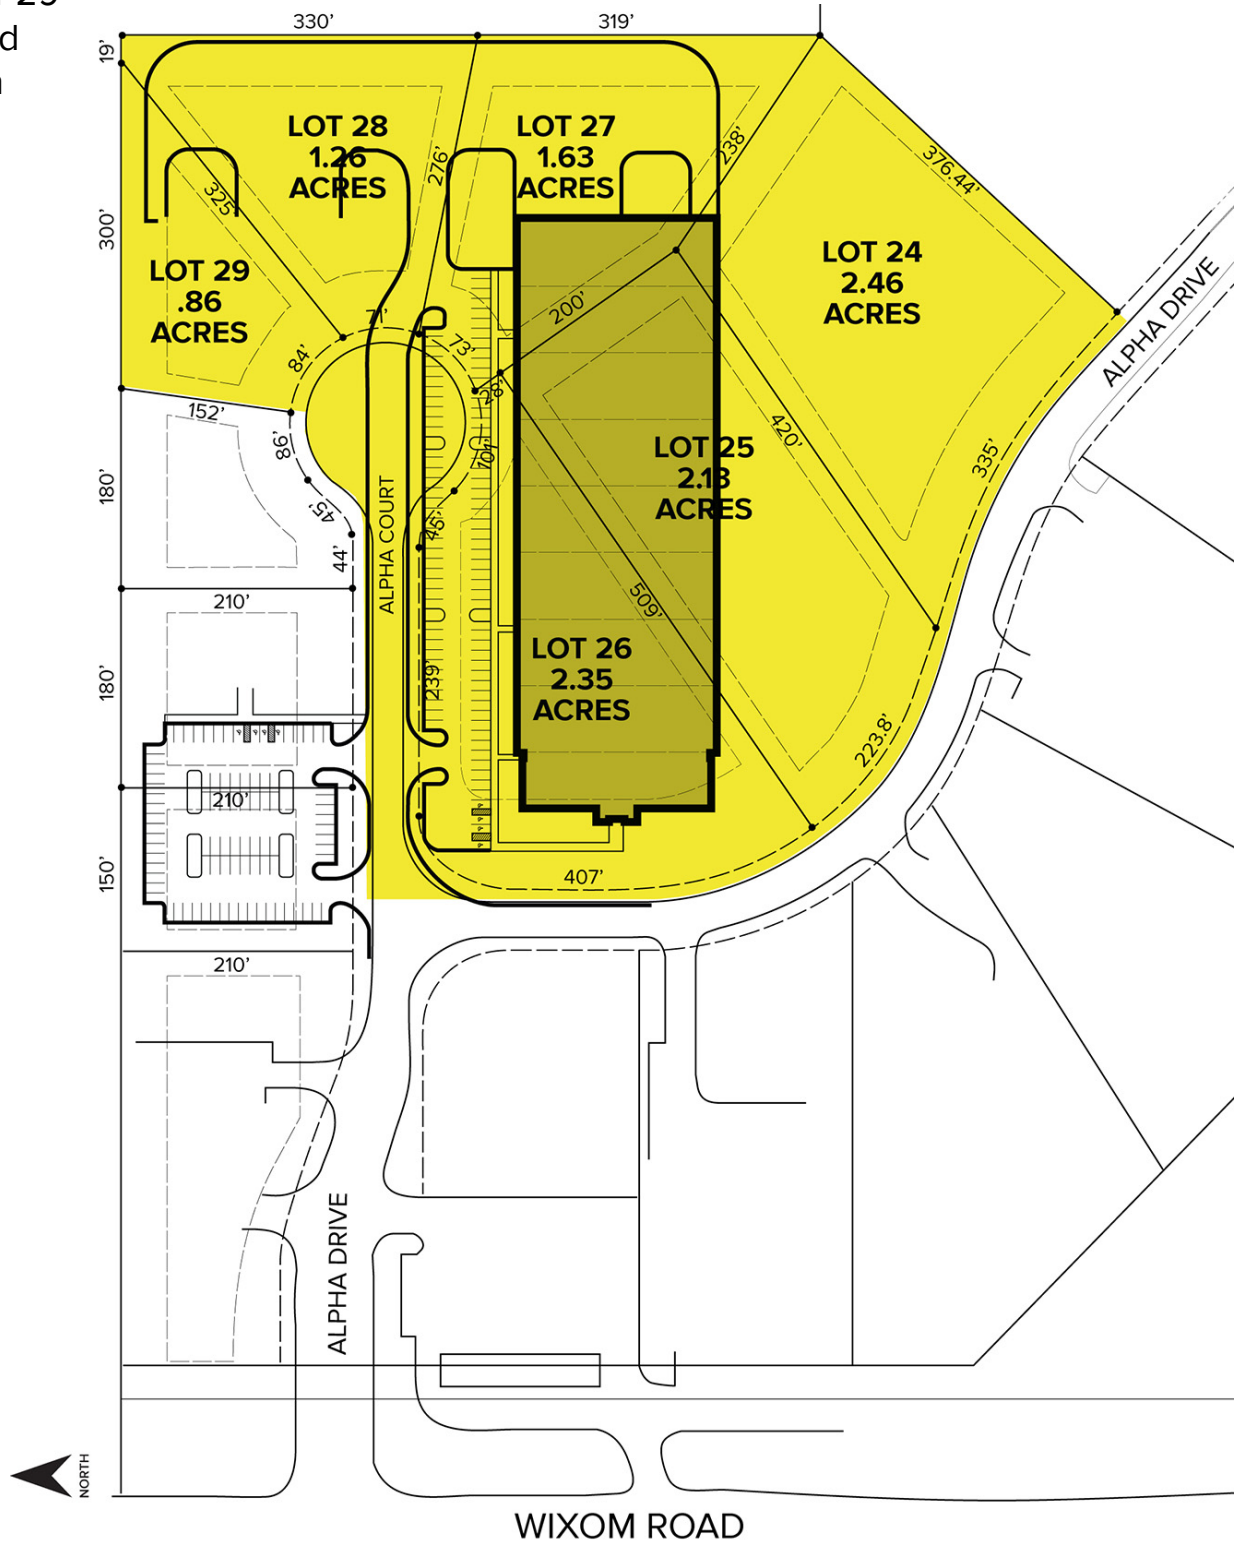 29
d
330'
319'
19'
LOT 28
1.26
ACRES
LOT 27
1.63
ACRES
238'
276'
376.44'
325'
300'
LOT 24
2.46
ACRES
LOT 29
.86
ACRES
ALPHA DRIVE
200'
71'
73'
84'
28'
152'
86'
101'
420'
LOT 25
2.13
ACRES
335'
180'
45'
45'
44'
ALPHA COURT
210'
509'
LOT 26
2.35
ACRES
239'
180'
223.8'
210'
150'
407'
210'
ALPHA DRIVE
NORTH
WIXOM ROAD